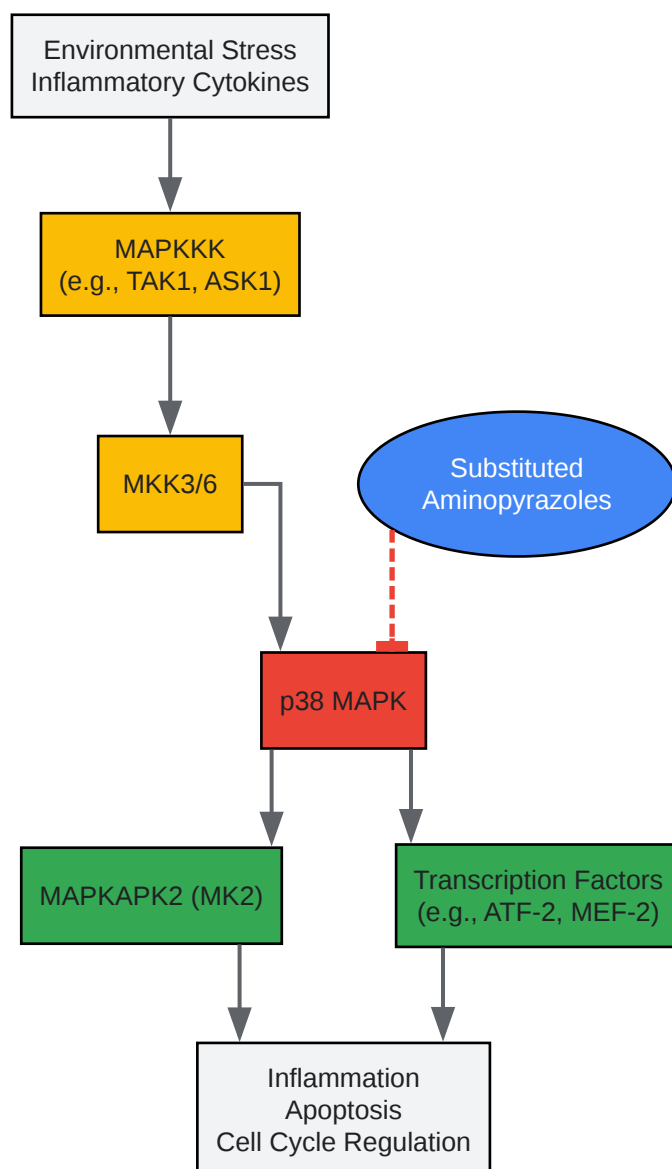 Environmental Stress
Inflammatory Cytokines
MAPKKK
(e.g., TAK1, ASK1)
MKK3/6
Substituted
Aminopyrazoles
p38 MAPK
MAPKAPK2 (MK2)
Transcription Factors
(e.g., ATF-2, MEF-2)
Inflammation
Apoptosis
Cell Cycle Regulation